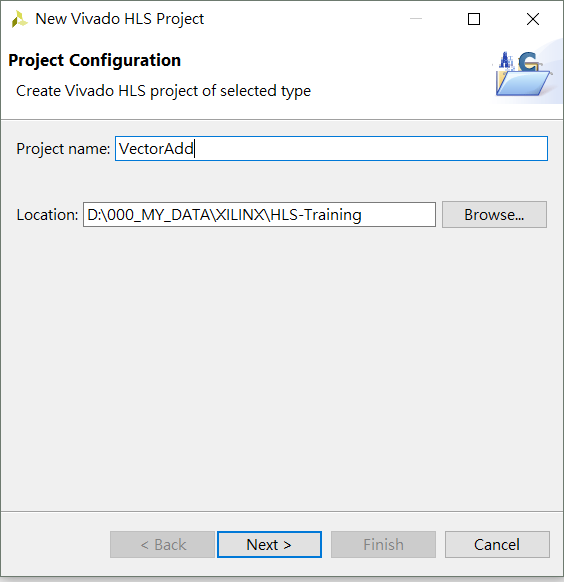 New Vivado HLS Project
Project Configuration
Create Vivado HLS project of selected type
Project name: VectorAdd
Location: D:\000_MY_DATA\XILINX\HLS-Training Browse...
< Back Next > Finish Cancel